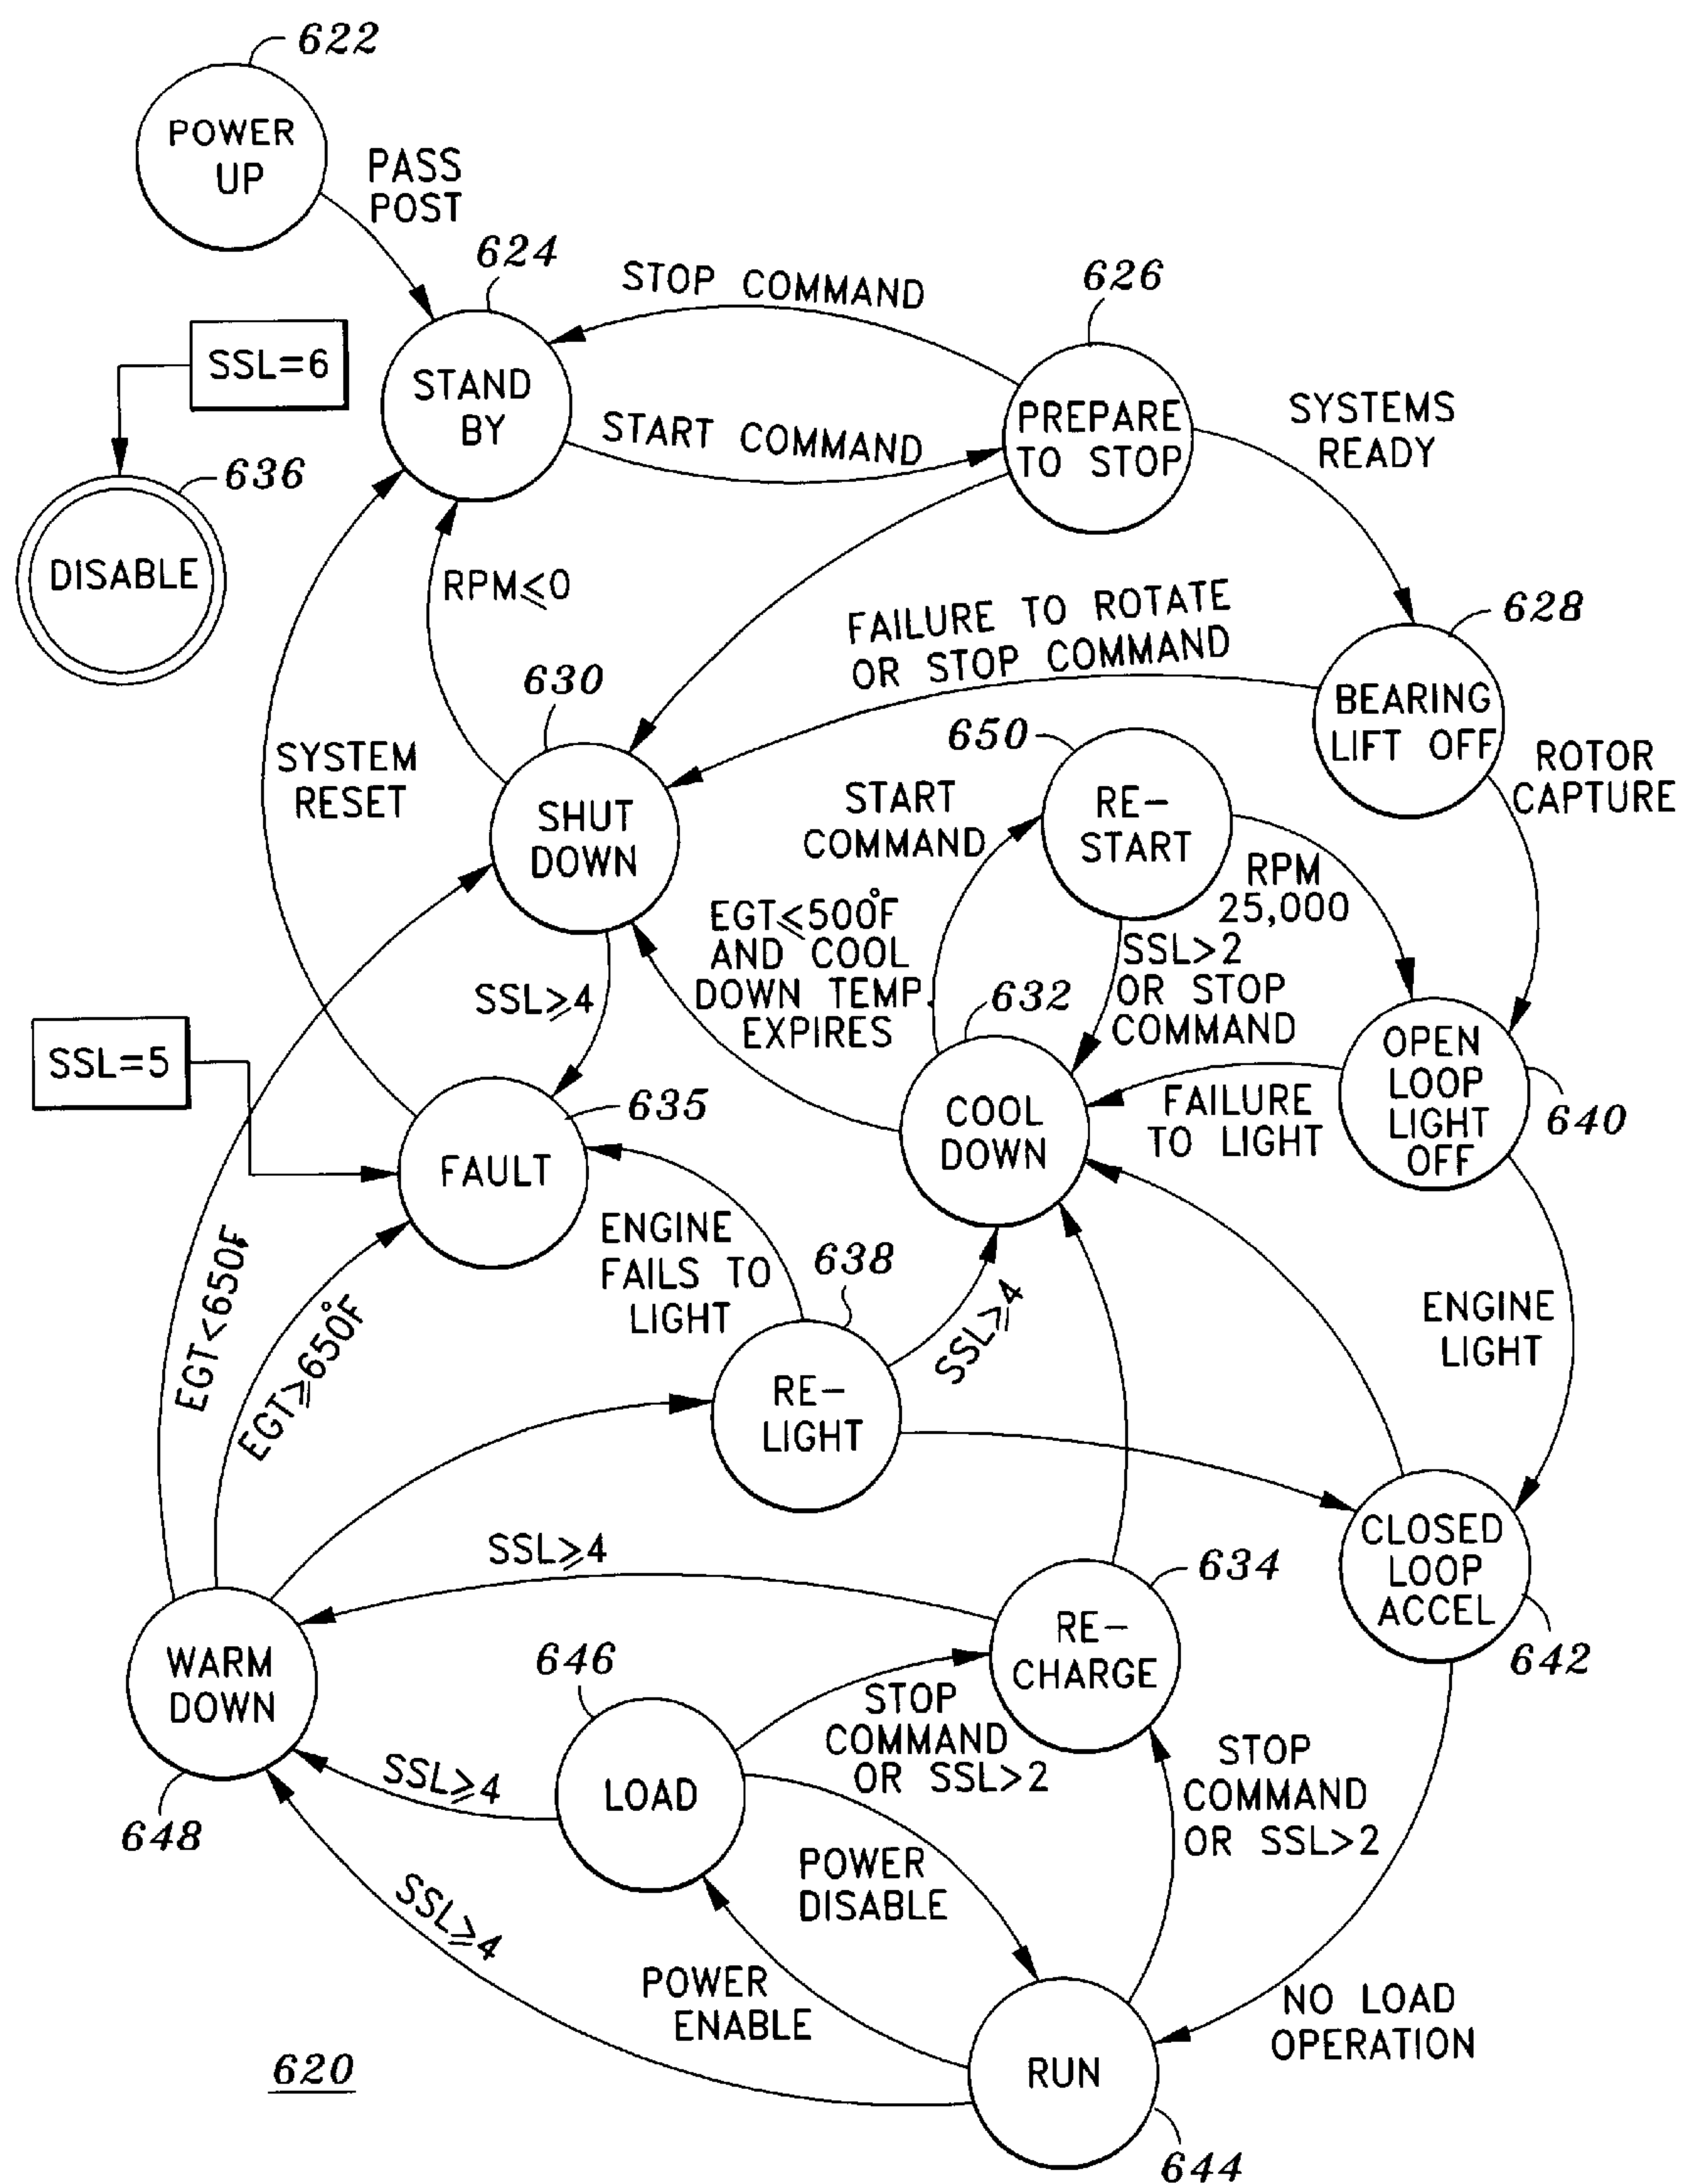 622
POWER
UP
PASS
POST
624
STOP COMMAND
626
SSL=6
STAND
BY
START COMMAND
PREPARE
TO STOP
SYSTEMS
READY
636
DISABLE
RPM≤0
FAILURE TO ROTATE
OR STOP COMMAND
628
BEARING
LIFT OFF
630
650
ROTOR
CAPTURE
SYSTEM
RESET
SHUT
DOWN
START
COMMAND
RE-
START
RPM
25,000
EGT≤500°F
AND COOL
DOWN TEMP.
EXPIRES
SSL>2
OR STOP
COMMAND
632
SSL≥4
SSL=5
635
FAULT
COOL
DOWN
FAILURE
TO LIGHT
OPEN
LOOP
LIGHT
OFF
640
EGT<650°F
EGT≥650°F
ENGINE
FAILS TO
LIGHT
638
SSL≥4
ENGINE
LIGHT
RE-
LIGHT
CLOSED
LOOP
ACCEL
642
SSL≥4
634
RE-
CHARGE
WARM
DOWN
648
646
LOAD
STOP
COMMAND
OR SSL>2
STOP
COMMAND
OR SSL>2
SSL≥4
POWER
DISABLE
SSL≥4
POWER
ENABLE
NO LOAD
OPERATION
RUN
644
620